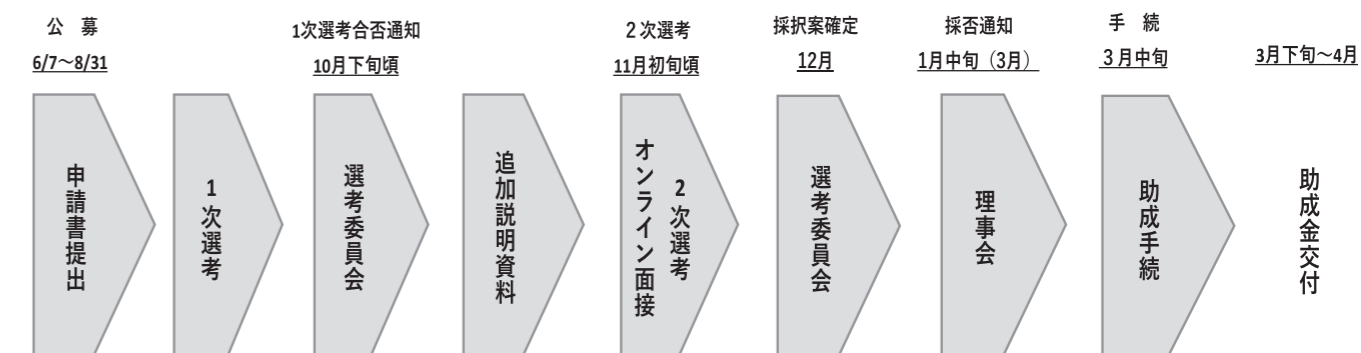 公　募
6/7〜8/31
申請書提出
1次選考
1次選考合否通知
10月下旬頃
選考委員会
追加説明資料
２次選考
11月初旬頃
2次選考
オンライン面接
採択案確定
12月
選考委員会
採否通知
1月中旬（3月）
理事会
手　続
３月中旬
助成手続
3月下旬〜4月
助成金交付